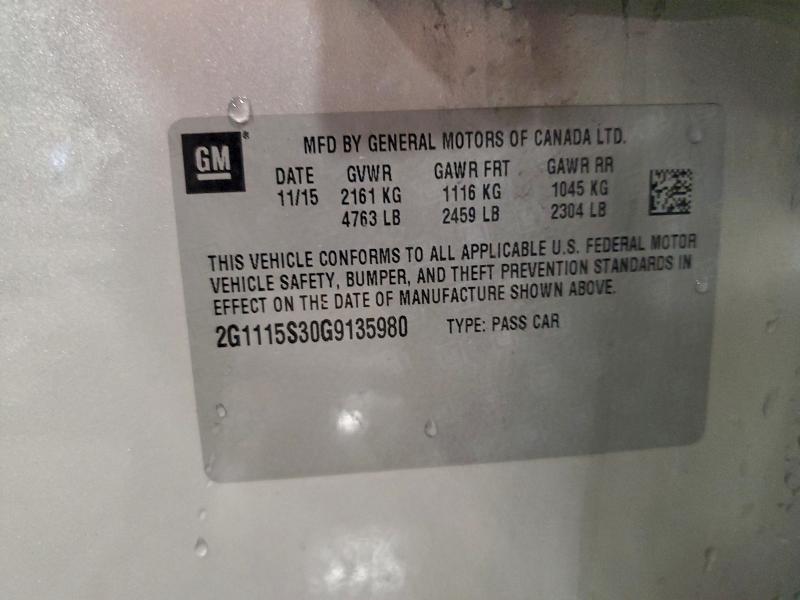 GM®
MFD BY GENERAL MOTORS OF CANADA LTD.
DATE GVWR GAWR FRT GAWR RR
11/15 2161 KG 1116 KG 1045 KG
4763 LB 2459 LB 2304 LB
THIS VEHICLE CONFORMS TO ALL APPLICABLE U.S. FEDERAL MOTOR
VEHICLE SAFETY, BUMPER, AND THEFT PREVENTION STANDARDS IN
EFFECT ON THE DATE OF MANUFACTURE SHOWN ABOVE.
2G1115S30G9135980 TYPE: PASS CAR